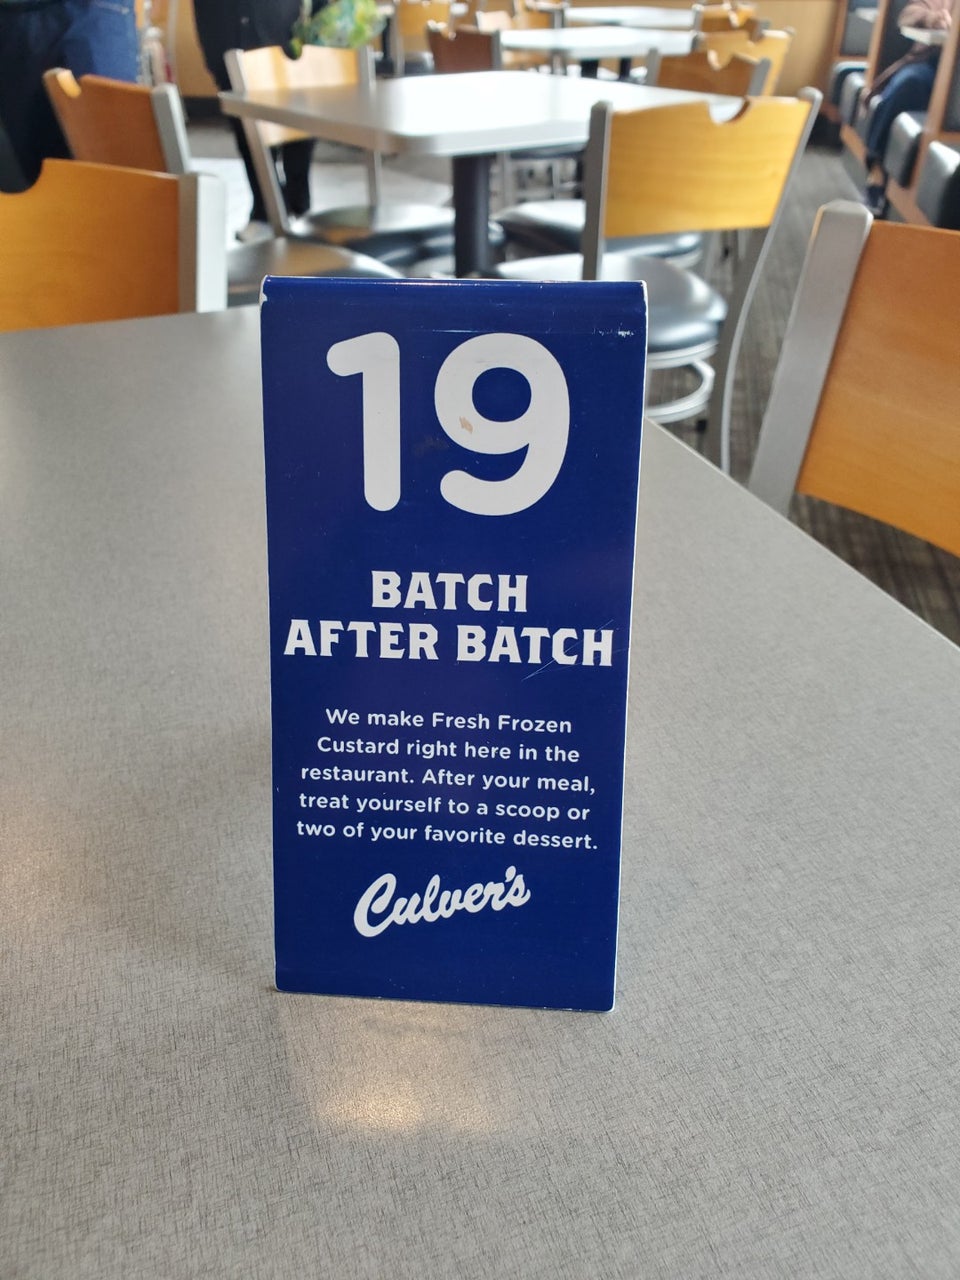 19
BATCH
AFTER BATCH
We make Fresh Frozen
Custard right here in the
restaurant. After your meal,
treat yourself to a scoop or
two of your favorite dessert.
Culver's